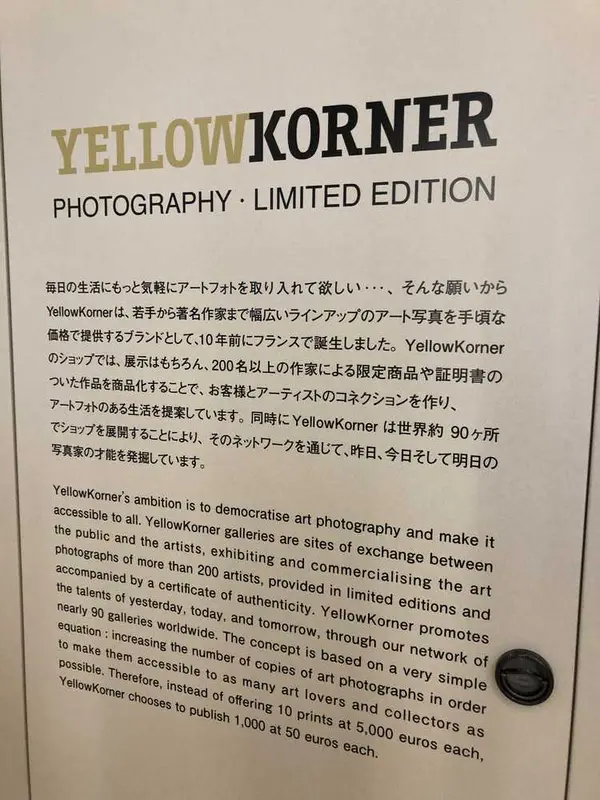 YELLOWKORNER
PHOTOGRAPHY · LIMITED EDITION
毎日の生活にもっと気軽にアートフォトを取り入れて欲しい･･･、そんな願いから
YellowKornerは、若手から著名作家まで幅広いラインアップのアート写真を手頃な
価格で提供するブランドとして、10年前にフランスで誕生しました。YellowKorner
のショップでは、展示はもちろん、200名以上の作家による限定商品や証明書の
ついた作品を商品化することで、お客様とアーティストのコネクションを作り、
アートフォトのある生活を提案しています。同時にYellowKorner は世界約 90ヶ所
でショップを展開することにより、そのネットワークを通じて、昨日、今日そして明日の
写真家の才能を発掘しています。
YellowKorner's ambition is to democratise art photography and make it
accessible to all. YellowKorner galleries are sites of exchange between
the public and the artists, exhibiting and commercialising the art
photographs of more than 200 artists, provided in limited editions and
accompanied by a certificate of authenticity. YellowKorner promotes
the talents of yesterday, today, and tomorrow, through our network of
nearly 90 galleries worldwide. The concept is based on a very simple
equation : increasing the number of copies of art photographs in order
to make them accessible to as many art lovers and collectors as
possible. Therefore, instead of offering 10 prints at 5,000 euros each,
YellowKorner chooses to publish 1,000 at 50 euros each.